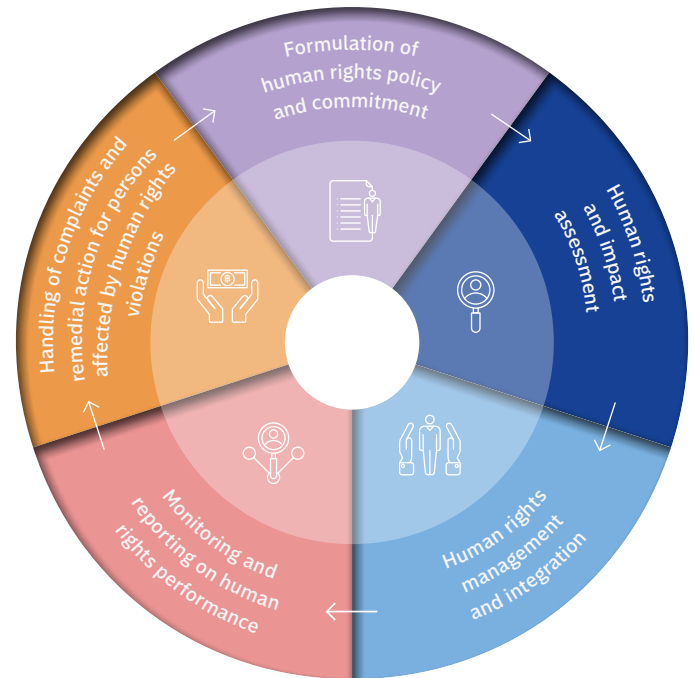 Formulation of
human rights policy
and commitment
Human rights
and impact
assessment
Human rights
management
and integration
Monitoring and
reporting on human
rights performance
Handling of complaints and
remedial action for persons
affected by human rights
violations
฿